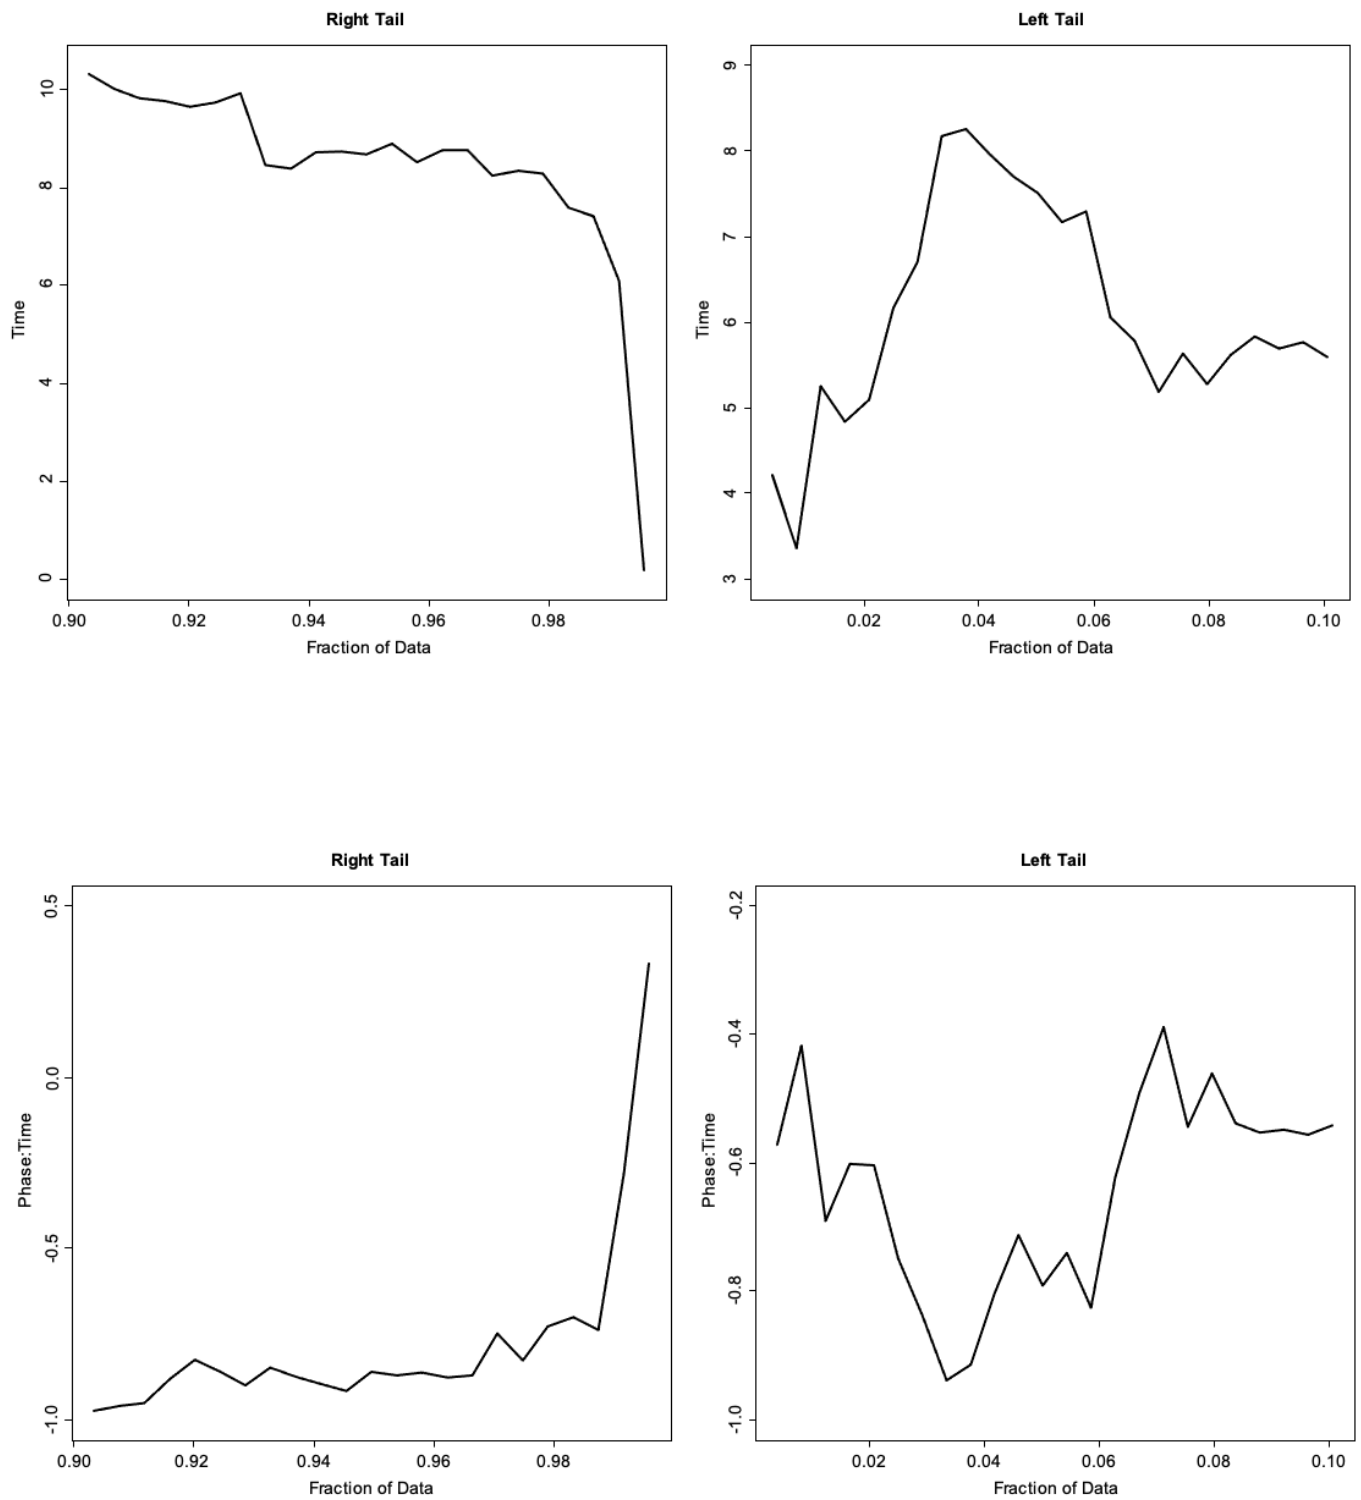 Right Tail
Time
10
8
6
4
2
0
0.90 0.92 0.94 0.96 0.98
Fraction of Data
Left Tail
Time
9
8
7
6
5
4
3
0.02 0.04 0.06 0.08 0.10
Fraction of Data
Right Tail
Phase:Time
0.5
0.0
-0.5
-1.0
0.90 0.92 0.94 0.96 0.98
Fraction of Data
Left Tail
Phase:Time
-0.2
-0.4
-0.6
-0.8
-1.0
0.02 0.04 0.06 0.08 0.10
Fraction of Data